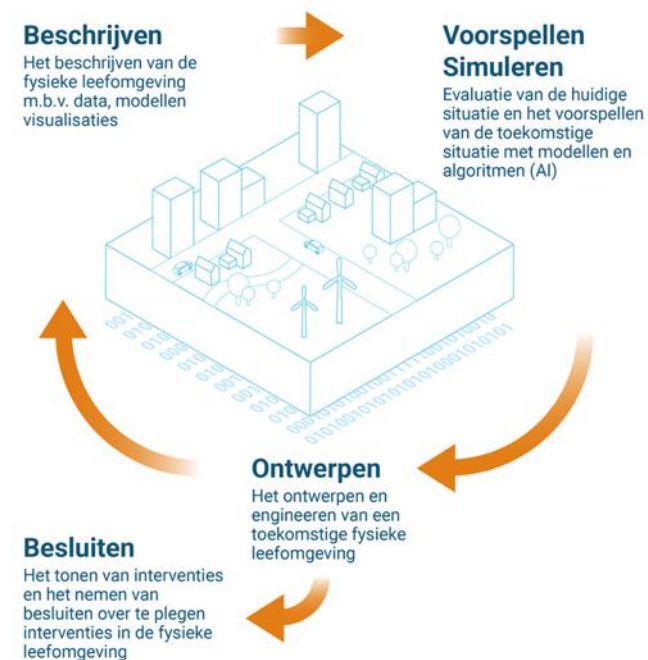 Beschrijven
Het beschrijven van de
fysieke leefomgeving
m.b.v. data, modellen
visualisaties
Voorspellen
Simuleren
Evaluatie van de huidige
situatie en het voorspellen
van de toekomstige
situatie met modellen en
algoritmen (AI)
Ontwerpen
Het ontwerpen en
engineeren van een
toekomstige fysieke
leefomgeving
Besluiten
Het tonen van interventies
en het nemen van
besluiten over te plegen
interventies in de fysieke
leefomgeving